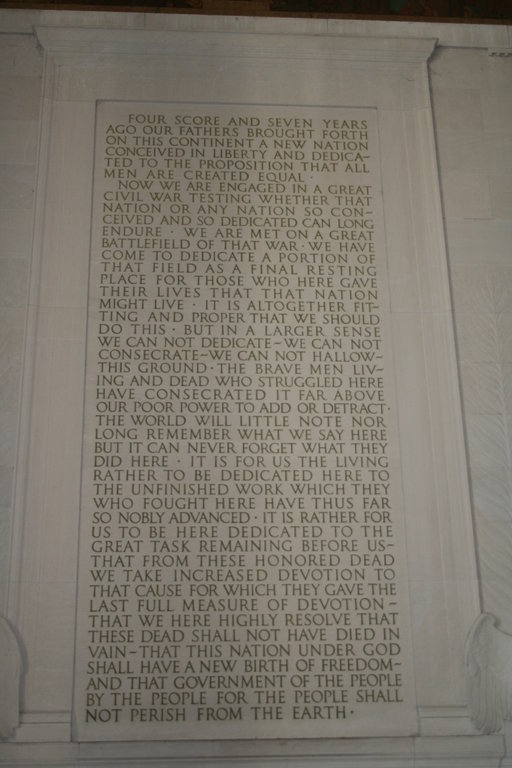 FOUR SCORE AND SEVEN YEARS
AGO OUR FATHERS BROUGHT FORTH
ON THIS CONTINENT A NEW NATION
CONCEIVED IN LIBERTY AND DEDICA~
TED TO THE PROPOSITION THAT ALL
MEN ARE CREATED EQUAL ·
NOW WE ARE ENGAGED IN A GREAT
CIVIL WAR TESTING WHETHER THAT
NATION OR ANY NATION SO CON~
CEIVED AND SO DEDICATED CAN LONG
ENDURE · WE ARE MET ON A GREAT
BATTLEFIELD OF THAT WAR · WE HAVE
COME TO DEDICATE A PORTION OF
THAT FIELD AS A FINAL RESTING
PLACE FOR THOSE WHO HERE GAVE
THEIR LIVES THAT THAT NATION
MIGHT LIVE · IT IS ALTOGETHER FIT~
TING AND PROPER THAT WE SHOULD
DO THIS · BUT IN A LARGER SENSE
WE CAN NOT DEDICATE~WE CAN NOT
CONSECRATE~WE CAN NOT HALLOW~
THIS GROUND · THE BRAVE MEN LIV~
ING AND DEAD WHO STRUGGLED HERE
HAVE CONSECRATED IT FAR ABOVE
OUR POOR POWER TO ADD OR DETRACT ·
THE WORLD WILL LITTLE NOTE NOR
LONG REMEMBER WHAT WE SAY HERE
BUT IT CAN NEVER FORGET WHAT THEY
DID HERE · IT IS FOR US THE LIVING
RATHER TO BE DEDICATED HERE TO
THE UNFINISHED WORK WHICH THEY
WHO FOUGHT HERE HAVE THUS FAR
SO NOBLY ADVANCED · IT IS RATHER FOR
US TO BE HERE DEDICATED TO THE
GREAT TASK REMAINING BEFORE US~
THAT FROM THESE HONORED DEAD
WE TAKE INCREASED DEVOTION TO
THAT CAUSE FOR WHICH THEY GAVE THE
LAST FULL MEASURE OF DEVOTION~
THAT WE HERE HIGHLY RESOLVE THAT
THESE DEAD SHALL NOT HAVE DIED IN
VAIN~THAT THIS NATION UNDER GOD
SHALL HAVE A NEW BIRTH OF FREEDOM~
AND THAT GOVERNMENT OF THE PEOPLE
BY THE PEOPLE FOR THE PEOPLE SHALL
NOT PERISH FROM THE EARTH ·